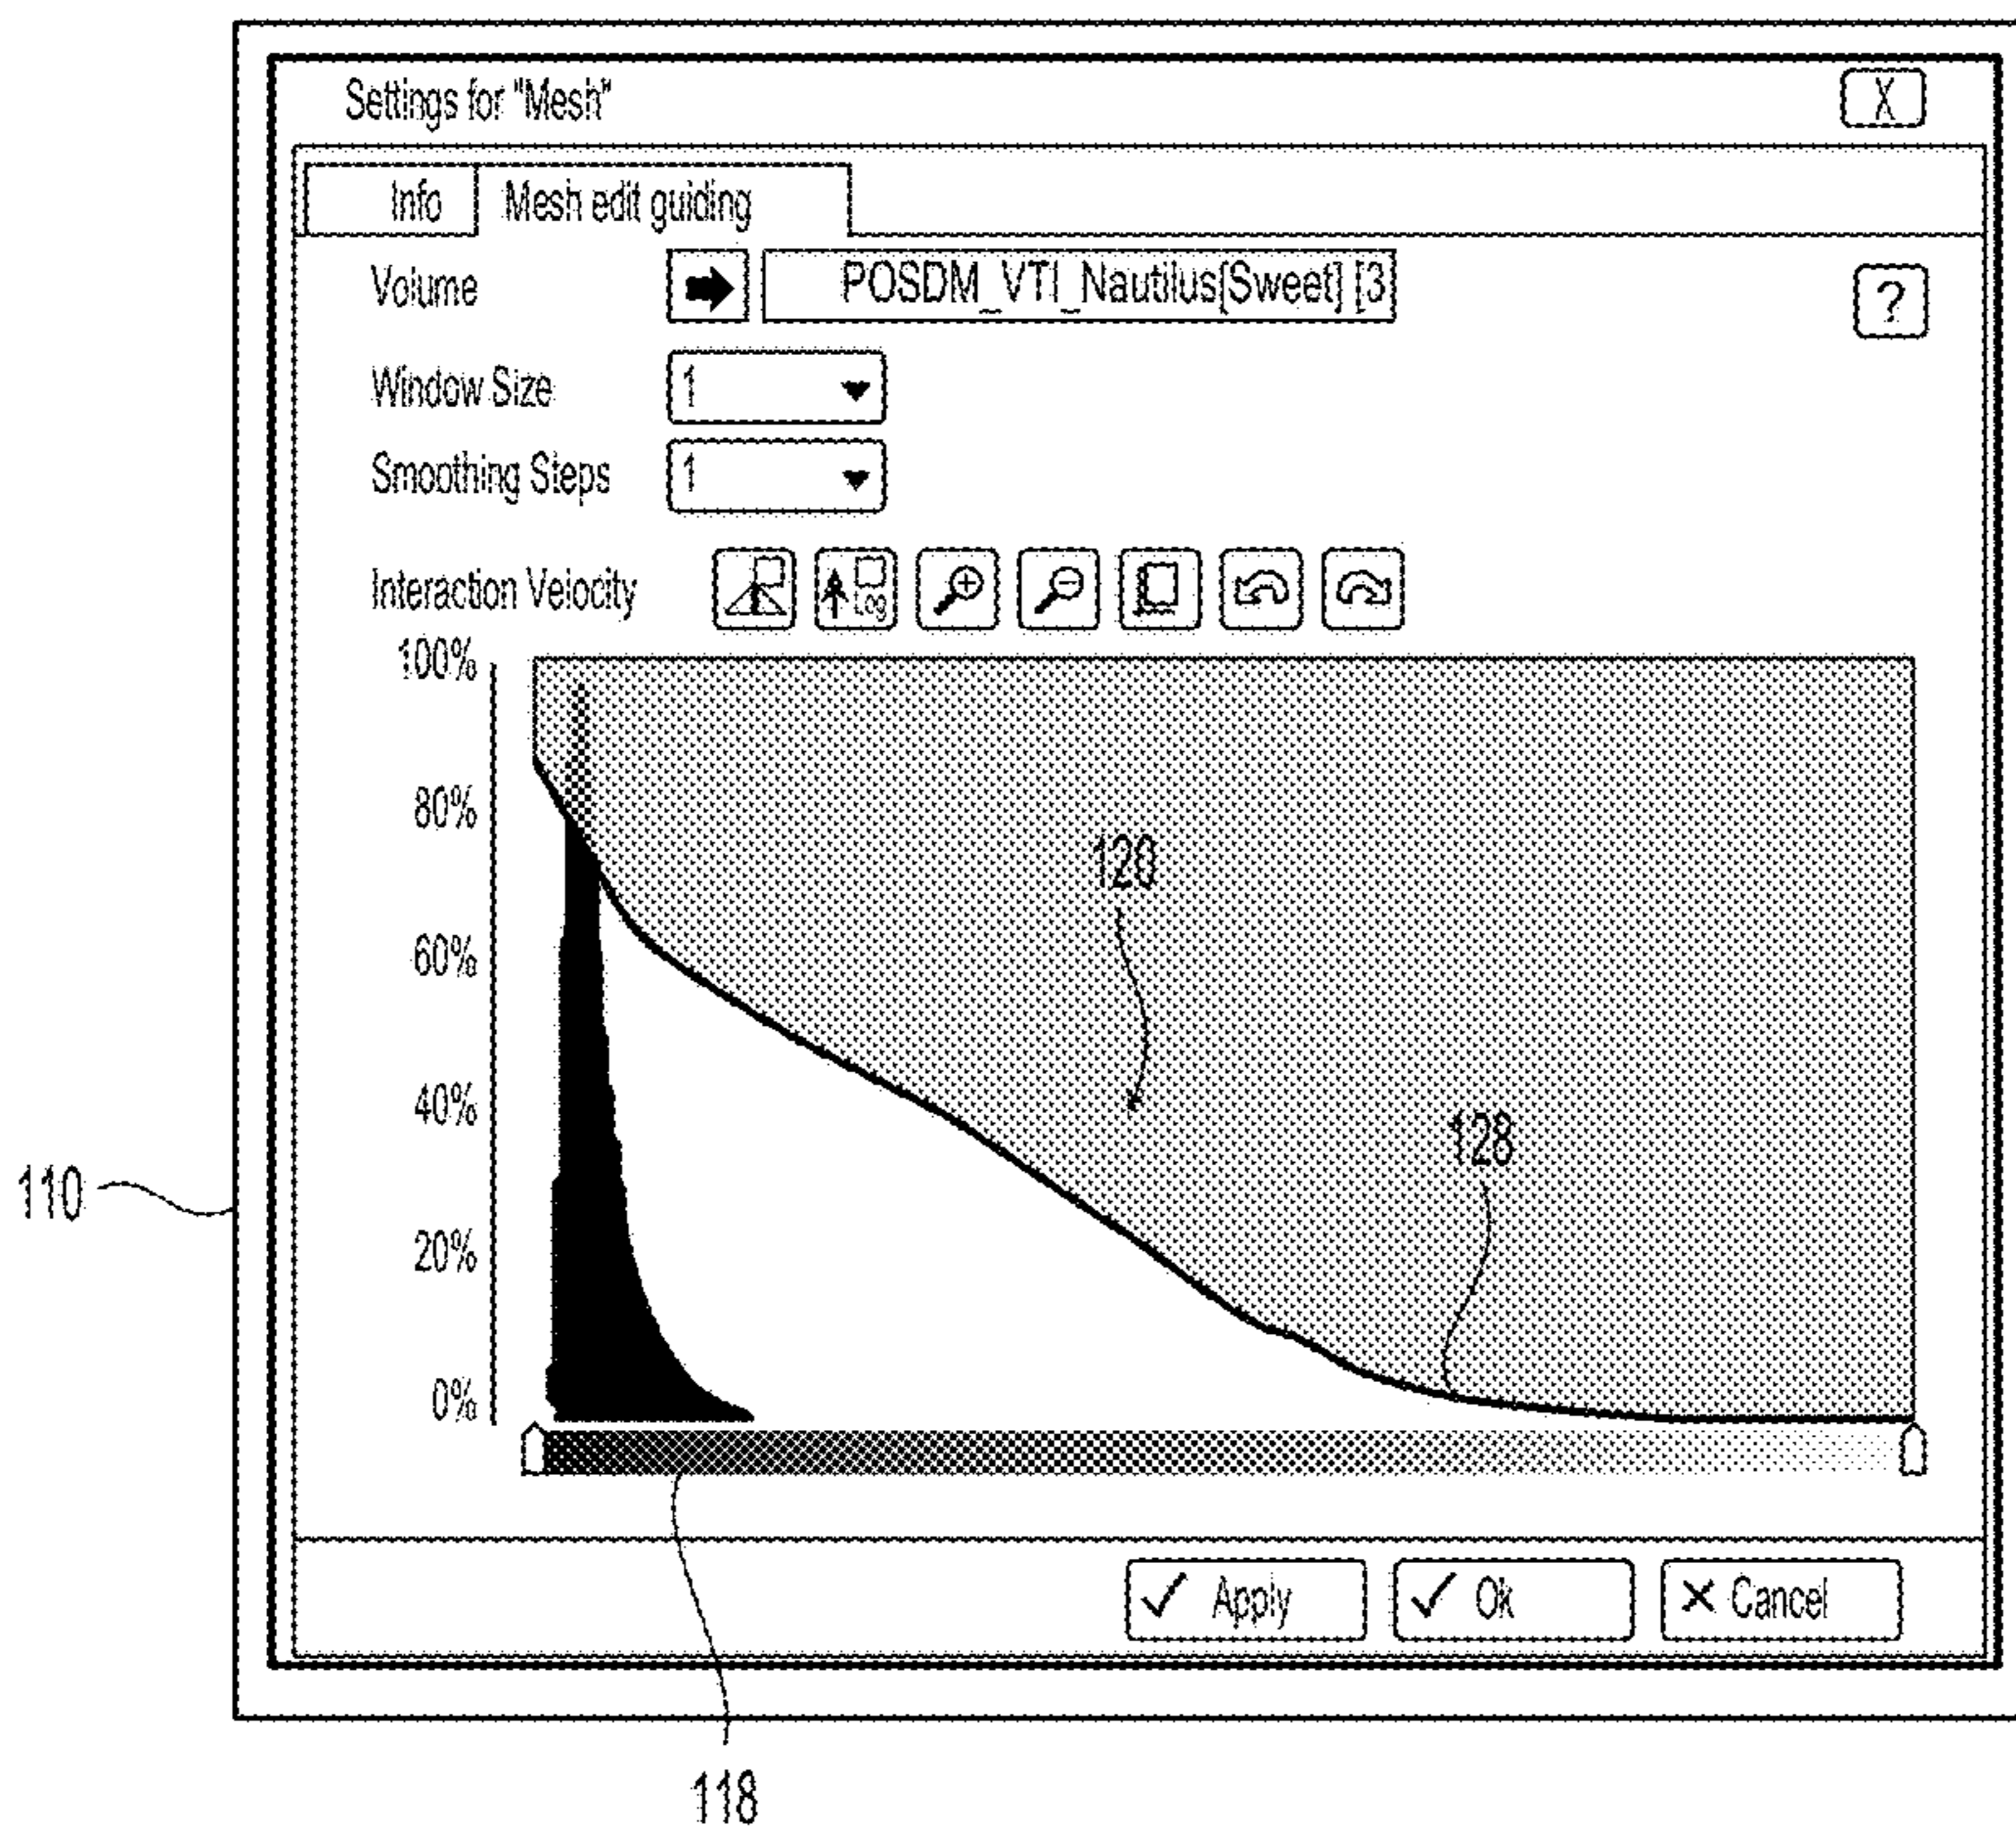 Settings for "Mesh"
X
Info
Mesh edit guiding
Volume
POSDM_VTI_Nautilus[Sweet] [3
?
Window Size
1
Smoothing Steps
1
Interaction Velocity
Log
100%
80%
120
60%
40%
128
110
20%
0%
Apply
Ok
Cancel
118